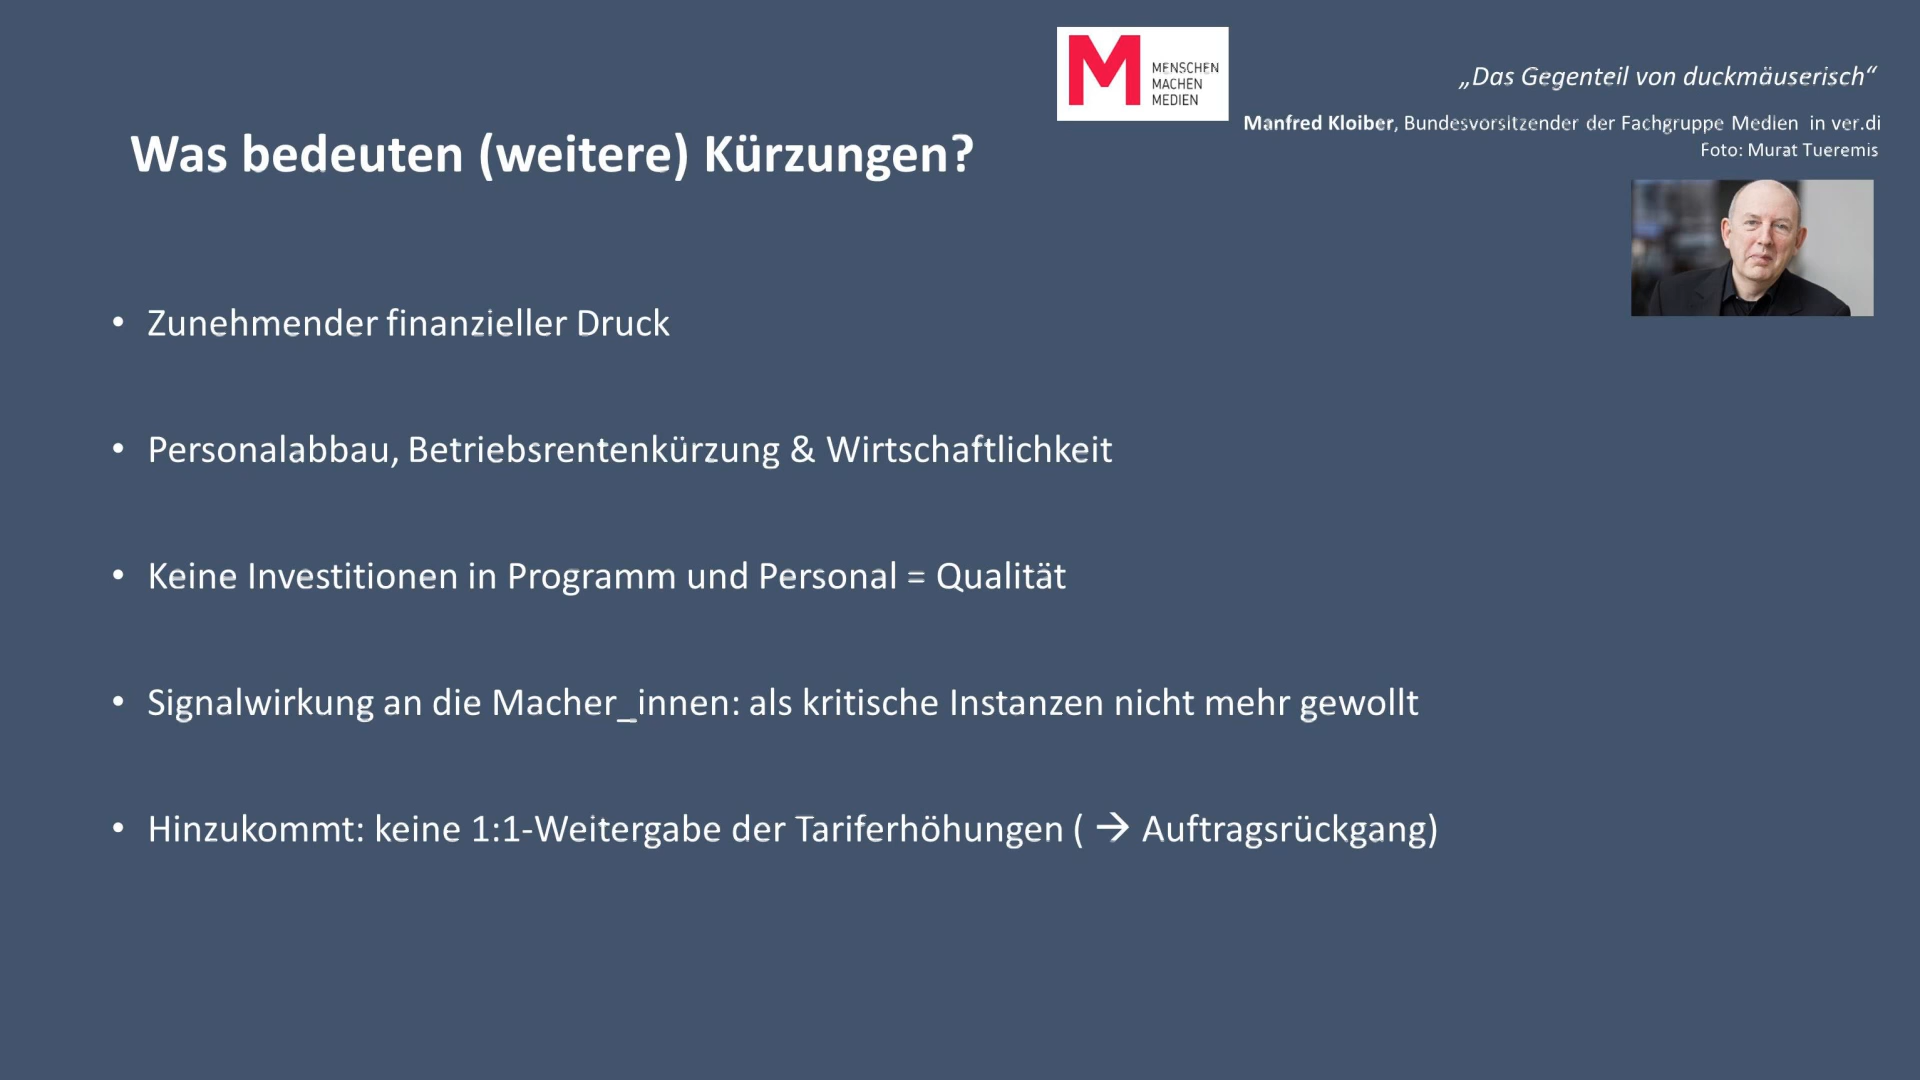 MENSCHEN
MACHEN
MEDIEN
„Das Gegenteil von duckmäuserisch“
Manfred Kloiber, Bundesvorsitzender der Fachgruppe Medien in ver.di
Foto: Murat Tueremis
Was bedeuten (weitere) Kürzungen?
• Zunehmender finanzieller Druck
• Personalabbau, Betriebsrentenkürzung & Wirtschaftlichkeit
• Keine Investitionen in Programm und Personal = Qualität
• Signalwirkung an die Macher_innen: als kritische Instanzen nicht mehr gewollt
• Hinzukommt: keine 1:1-Weitergabe der Tariferhöhungen ( → Auftragsrückgang)